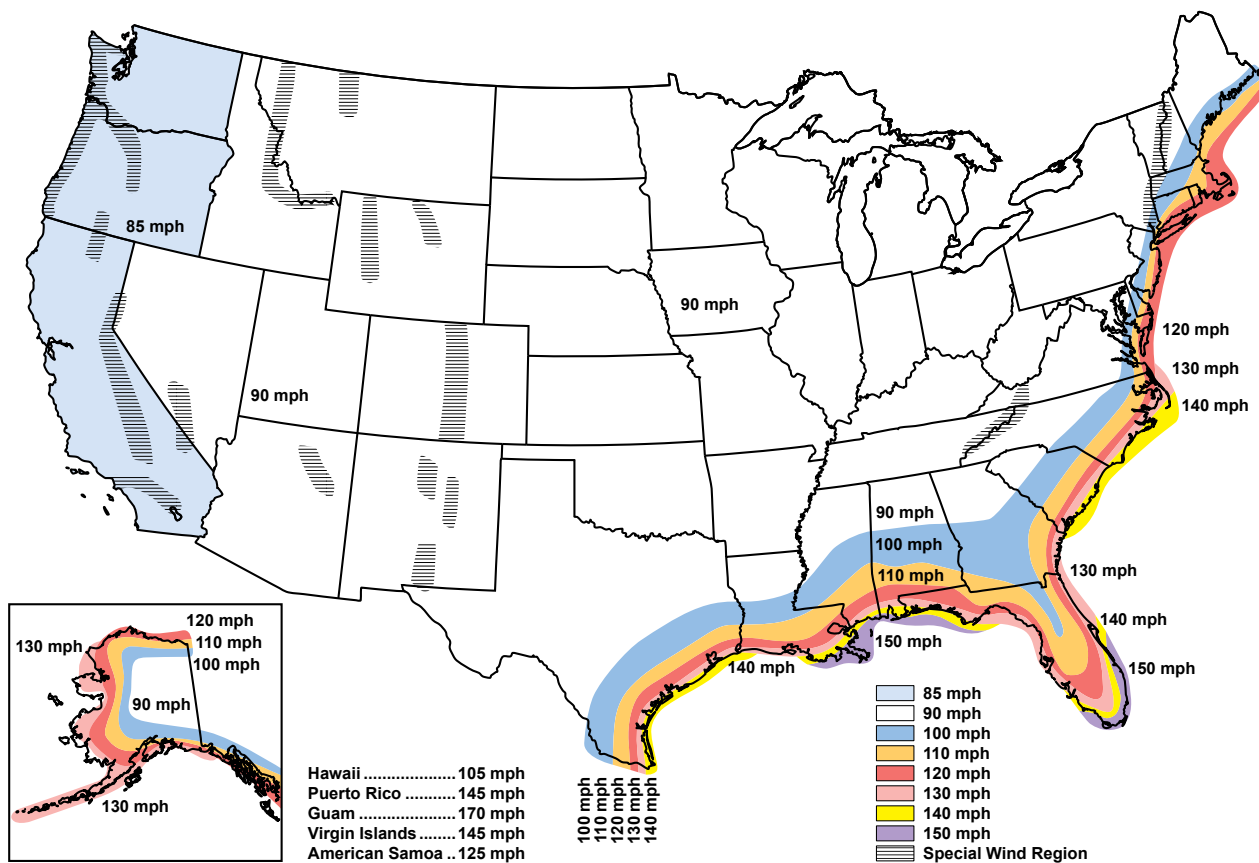 85 mph
90 mph
90 mph
120 mph
130 mph
140 mph
90 mph
100 mph
110 mph
130 mph
140 mph
150 mph
150 mph
140 mph
130 mph
120 mph
110 mph
100 mph
90 mph
130 mph
Hawaii .................... 105 mph
Puerto Rico ........... 145 mph
Guam .................... 170 mph
Virgin Islands ........ 145 mph
American Samoa .. 125 mph
100 mph
110 mph
120 mph
130 mph
140 mph
85 mph
90 mph
100 mph
110 mph
120 mph
130 mph
140 mph
150 mph
Special Wind Region